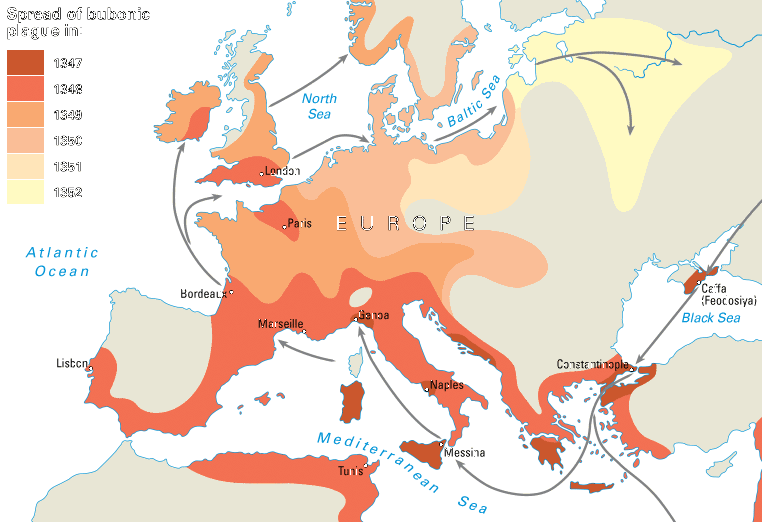 Spread of bubonic
plague in:
1347
1348
1349
1350
1351
1352
North
Sea
Baltic Sea
London
Paris
EUROPE
Atlantic
Ocean
Bordeaux
Caffa
(Feodosiya)
Black Sea
Genoa
Marseille
Lisbon
Constantinople
Naples
Mediterranean Sea
Messina
Tunis